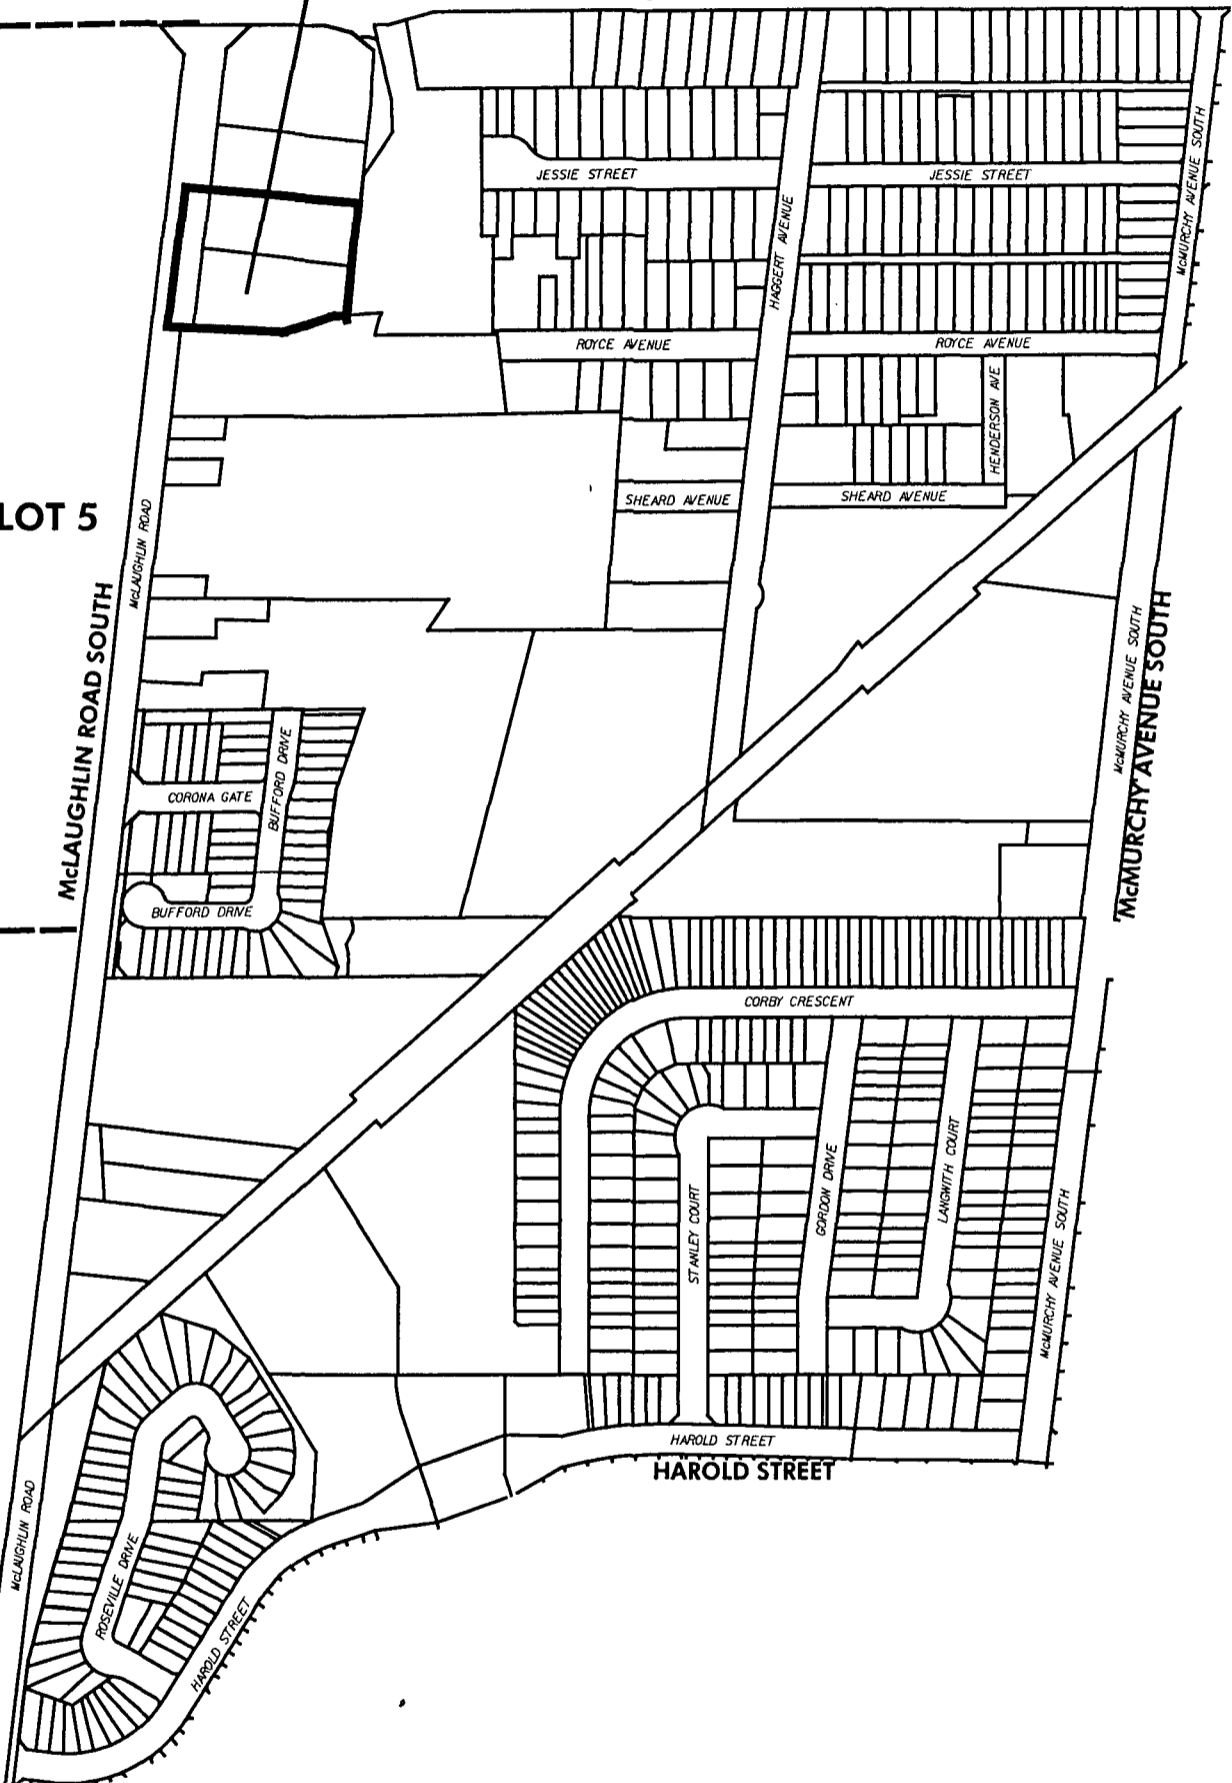 JESSIE STREET
JESSIE STREET
McMURCHY AVENUE SOUTH
HAGGERT AVENUE
ROYCE AVENUE
ROYCE AVENUE
HENDERSON AVE
SHEARD AVENUE
SHEARD AVENUE
LOT 5
McLAUGHLIN ROAD
McLAUGHLIN ROAD SOUTH
McMURCHY AVENUE SOUTH
McMURCHY AVENUE SOUTH
BUFFORD DRIVE
CORONA GATE
BUFFORD DRIVE
CORBY CRESCENT
STANLEY COURT
GORDON DRIVE
LANGWITH COURT
McMURCHY AVENUE SOUTH
HAROLD STREET
HAROLD STREET
McLAUGHLIN ROAD
ROSEVILLE DRIVE
HAROLD STREET